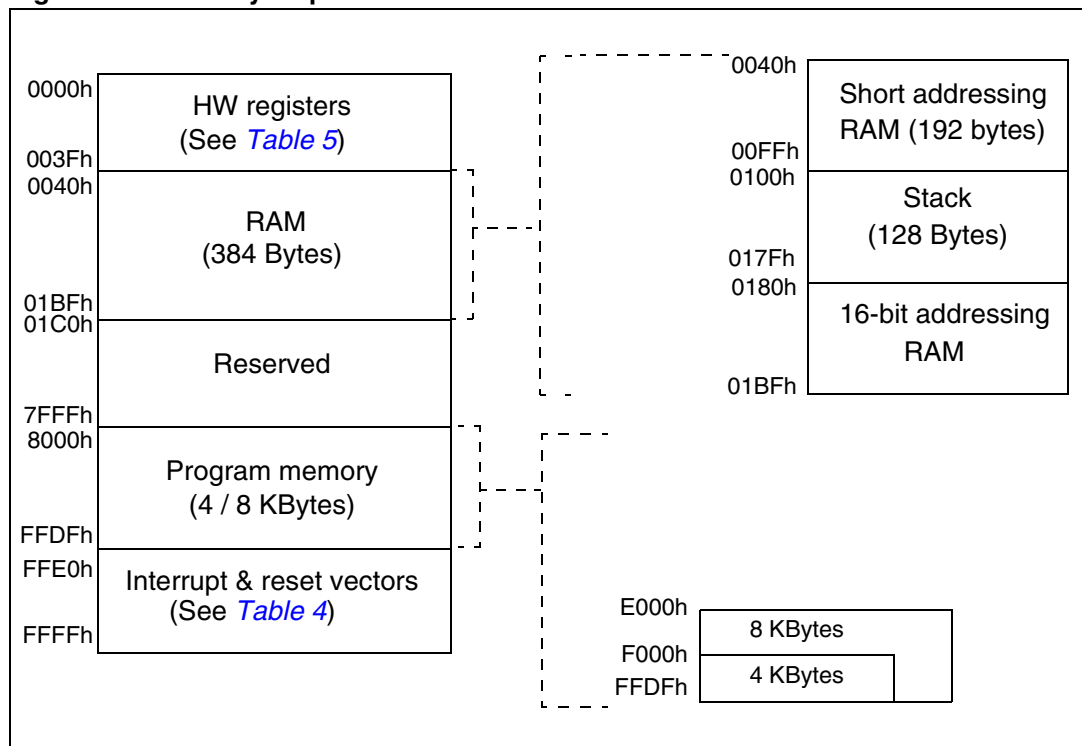 0000h
HW registers
(See Table 5)
003Fh
0040h
RAM
(384 Bytes)
01BFh
01C0h
Reserved
7FFFh
8000h
Program memory
(4 / 8 KBytes)
FFDFh
FFE0h
Interrupt & reset vectors
(See Table 4)
FFFFh
0040h
Short addressing
RAM (192 bytes)
00FFh
0100h
Stack
(128 Bytes)
017Fh
0180h
16-bit addressing
RAM
01BFh
E000h
8 KBytes
F000h
4 KBytes
FFDFh